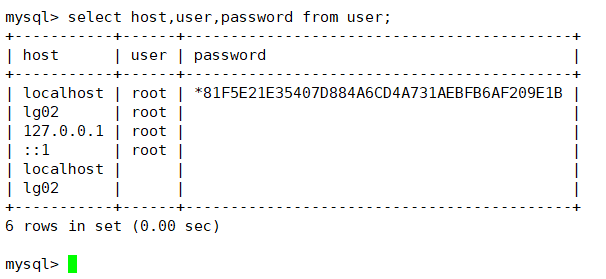 mysql> select host,user,password from user;
+-----------+------+-------------------------------------------+
| host      | user | password                                  |
+-----------+------+-------------------------------------------+
| localhost | root | *81F5E21E35407D884A6CD4A731AEBFB6AF209E1B |
| lg02      | root |                                           |
| 127.0.0.1 | root |                                           |
| ::1       | root |                                           |
| localhost |      |                                           |
| lg02      |      |                                           |
+-----------+------+-------------------------------------------+
6 rows in set (0.00 sec)
mysql>